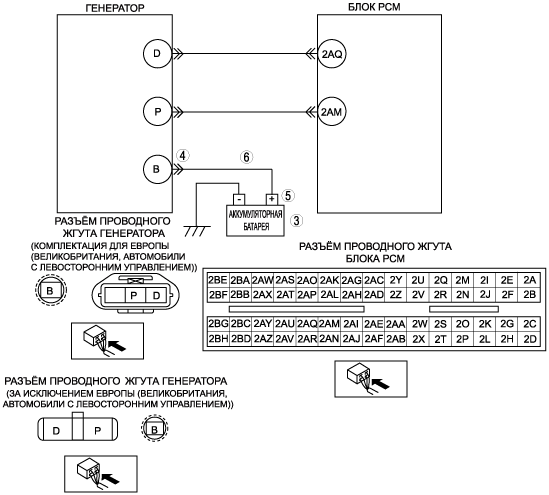 ГЕНЕРАТОР
БЛОК PCM
D
2AQ
P
2AM
B
4
6
- +
5
АККУМУЛЯТОРНАЯ
БАТАРЕЯ
3
РАЗЪЁМ ПРОВОДНОГО
ЖГУТА ГЕНЕРАТОРА
(КОМПЛЕКТАЦИЯ ДЛЯ ЕВРОПЫ
(ВЕЛИКОБРИТАНИЯ, АВТОМОБИЛИ
С ЛЕВОСТОРОННИМ УПРАВЛЕНИЕМ))
B
P D
РАЗЪЁМ ПРОВОДНОГО ЖГУТА
БЛОКА PCM
2BE 2BA 2AW 2AS 2AO 2AK 2AG 2AC 2Y 2U 2Q 2M 2I 2E 2A
2BF 2BB 2AX 2AT 2AP 2AL 2AH 2AD 2Z 2V 2R 2N 2J 2F 2B
2BG 2BC 2AY 2AU 2AQ 2AM 2AI 2AE 2AA 2W 2S 2O 2K 2G 2C
2BH 2BD 2AZ 2AV 2AR 2AN 2AJ 2AF 2AB 2X 2T 2P 2L 2H 2D
РАЗЪЁМ ПРОВОДНОГО ЖГУТА ГЕНЕРАТОРА
(ЗА ИСКЛЮЧЕНИЕМ ЕВРОПЫ (ВЕЛИКОБРИТАНИЯ,
АВТОМОБИЛИ С ЛЕВОСТОРОННИМ УПРАВЛЕНИЕМ))
D P
B